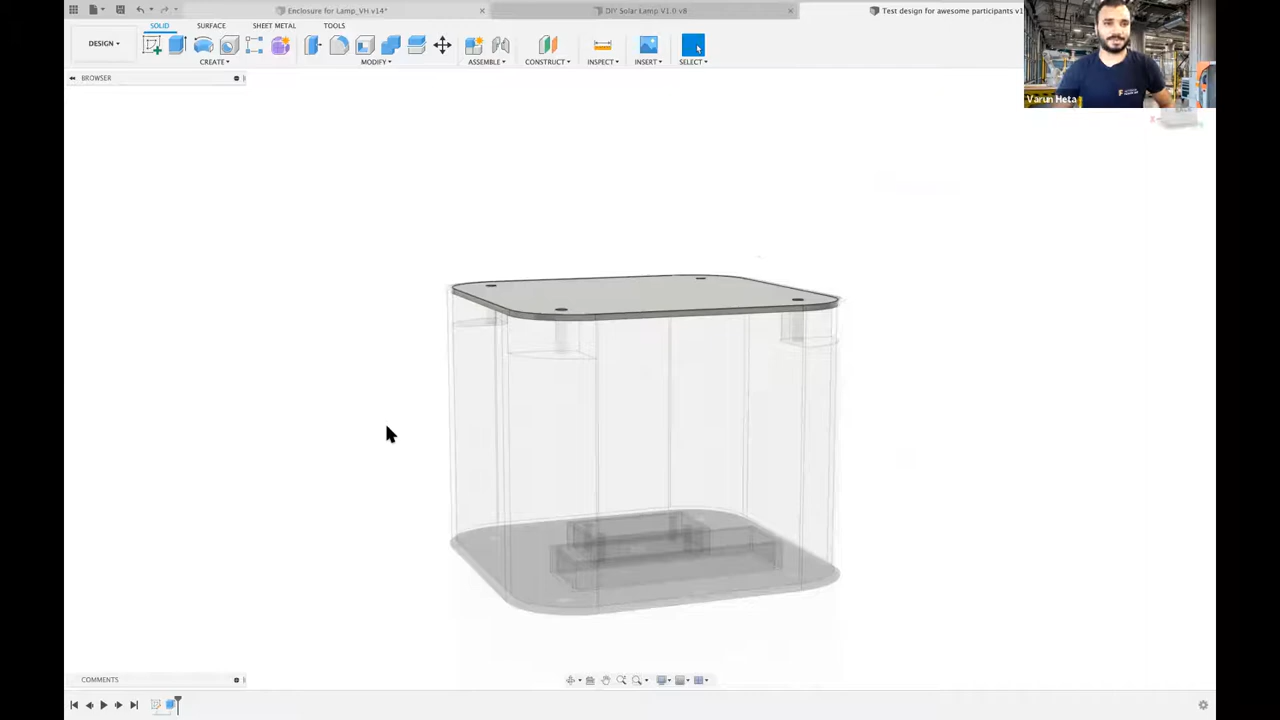 Enclosure for Lamp_VH v14*
DIY Solar Lamp V1.0 v8
Test design for awesome participants v1
SOLID SURFACE SHEET METAL TOOLS
DESIGN
CREATE MODIFY ASSEMBLE CONSTRUCT INSPECT INSERT SELECT
Varun Heta
BACK
X
BROWSER
COMMENTS